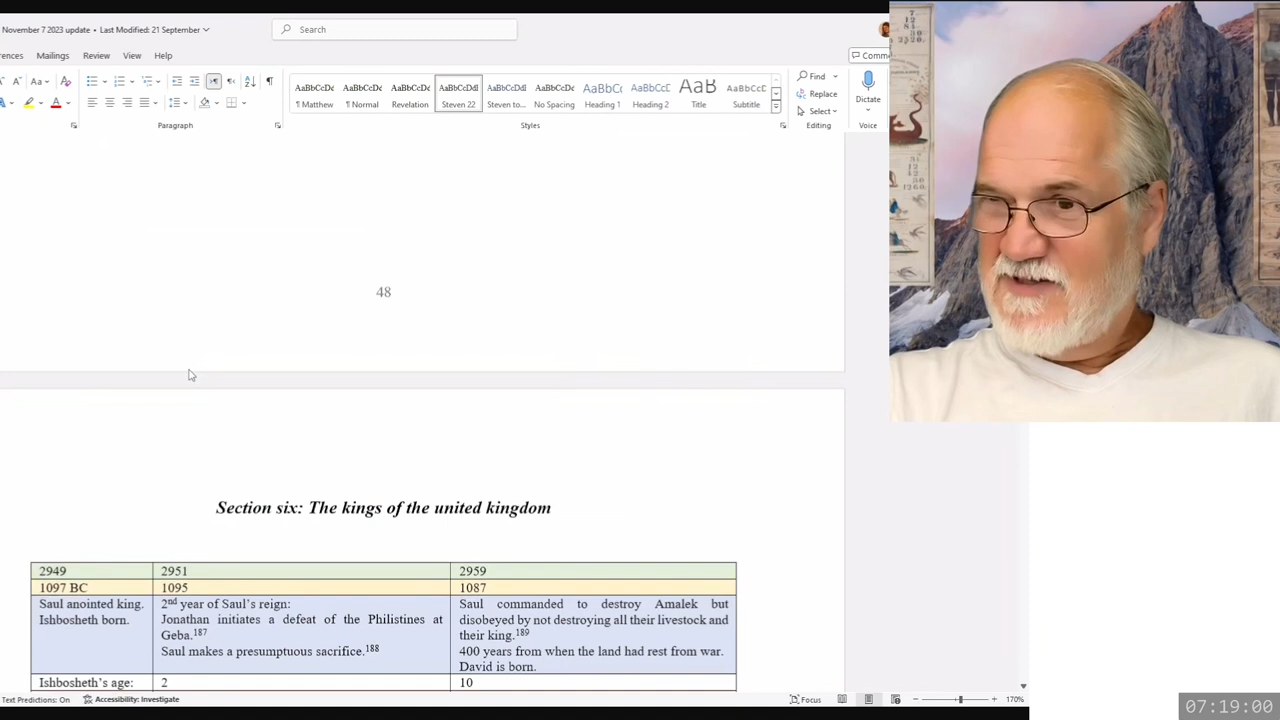 November 7 2023 update • Last Modified: 21 September
Search
Mailings Review View Help
Aa
AaBbCcDc AaBbCcDc AaBbCcDc AaBbCcDd AaBbCcDdl AaBbCcDc AaBbCc AaBbCcC AaB AaBbCcD
¶ Matthew ¶ Normal Revelation Steven 22 Steven to... No Spacing Heading 1 Heading 2 Title Subtitle
Find
Replace
Select
Dictate
Paragraph Styles Editing Voice
48
Section six: The kings of the united kingdom
2949 2951 2959
1097 BC 1095 1087
Saul anointed king. 2nd year of Saul's reign: Saul commanded to destroy Amalek but
Ishbosheth born. Jonathan initiates a defeat of the Philistines at disobeyed by not destroying all their livestock and
Geba.187 their king.189
Saul makes a presumptuous sacrifice.188 400 years from when the land had rest from war.
David is born.
Ishbosheth's age: 2 10
Text Predictions: On Accessibility: Investigate Focus 170%
07:19:00